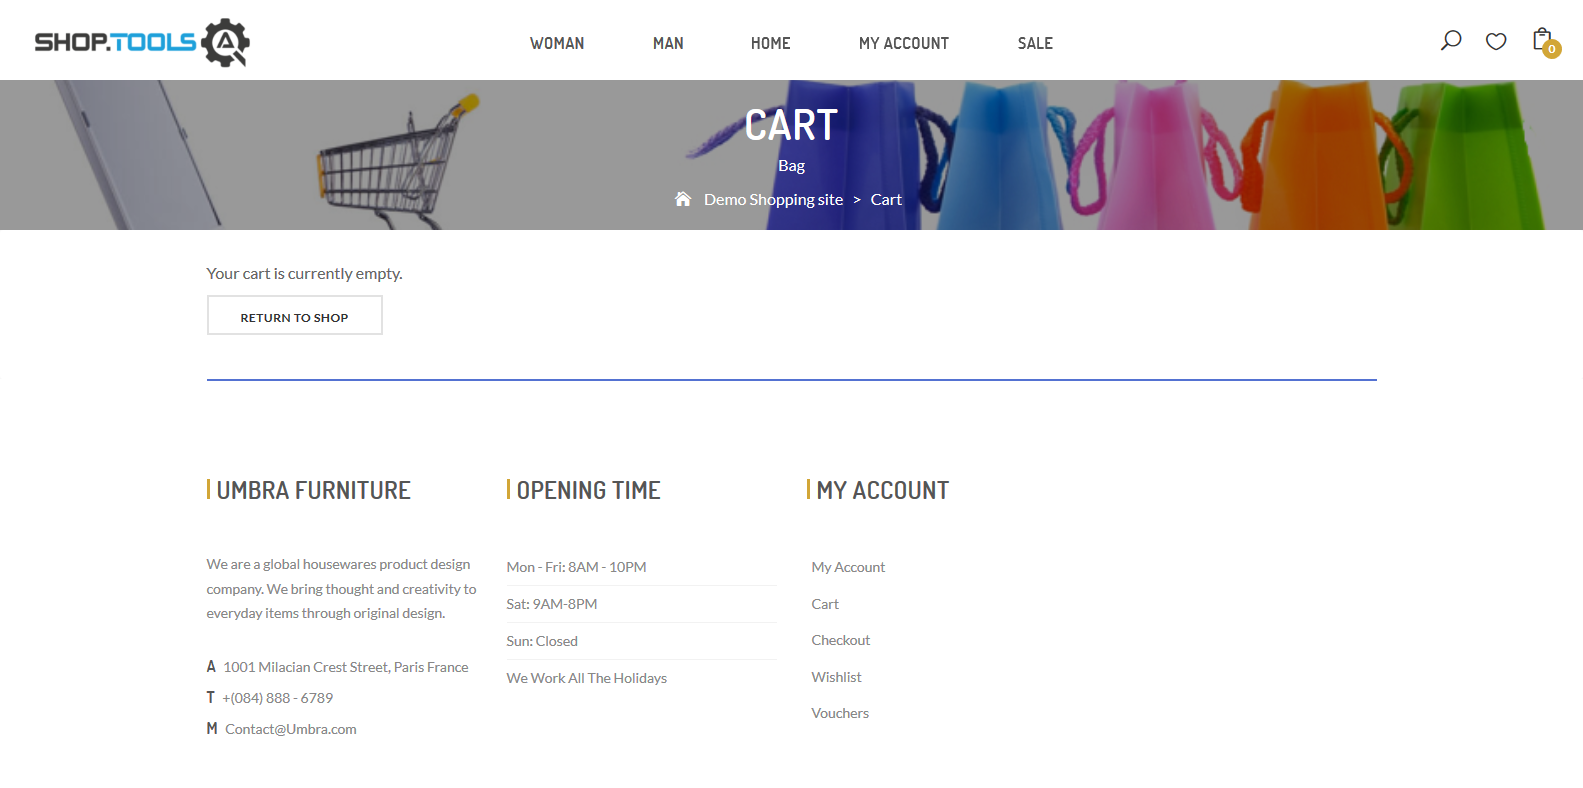 SHOP.TOOLS
WOMAN
MAN
HOME
MY ACCOUNT
SALE
0
CART
Bag
Demo Shopping site > Cart
Your cart is currently empty.
RETURN TO SHOP
UMBRA FURNITURE
We are a global housewares product design
company. We bring thought and creativity to
everyday items through original design.
A 1001 Milacian Crest Street, Paris France
T +(084) 888 - 6789
M Contact@Umbra.com
OPENING TIME
Mon - Fri: 8AM - 10PM
Sat: 9AM-8PM
Sun: Closed
We Work All The Holidays
MY ACCOUNT
My Account
Cart
Checkout
Wishlist
Vouchers